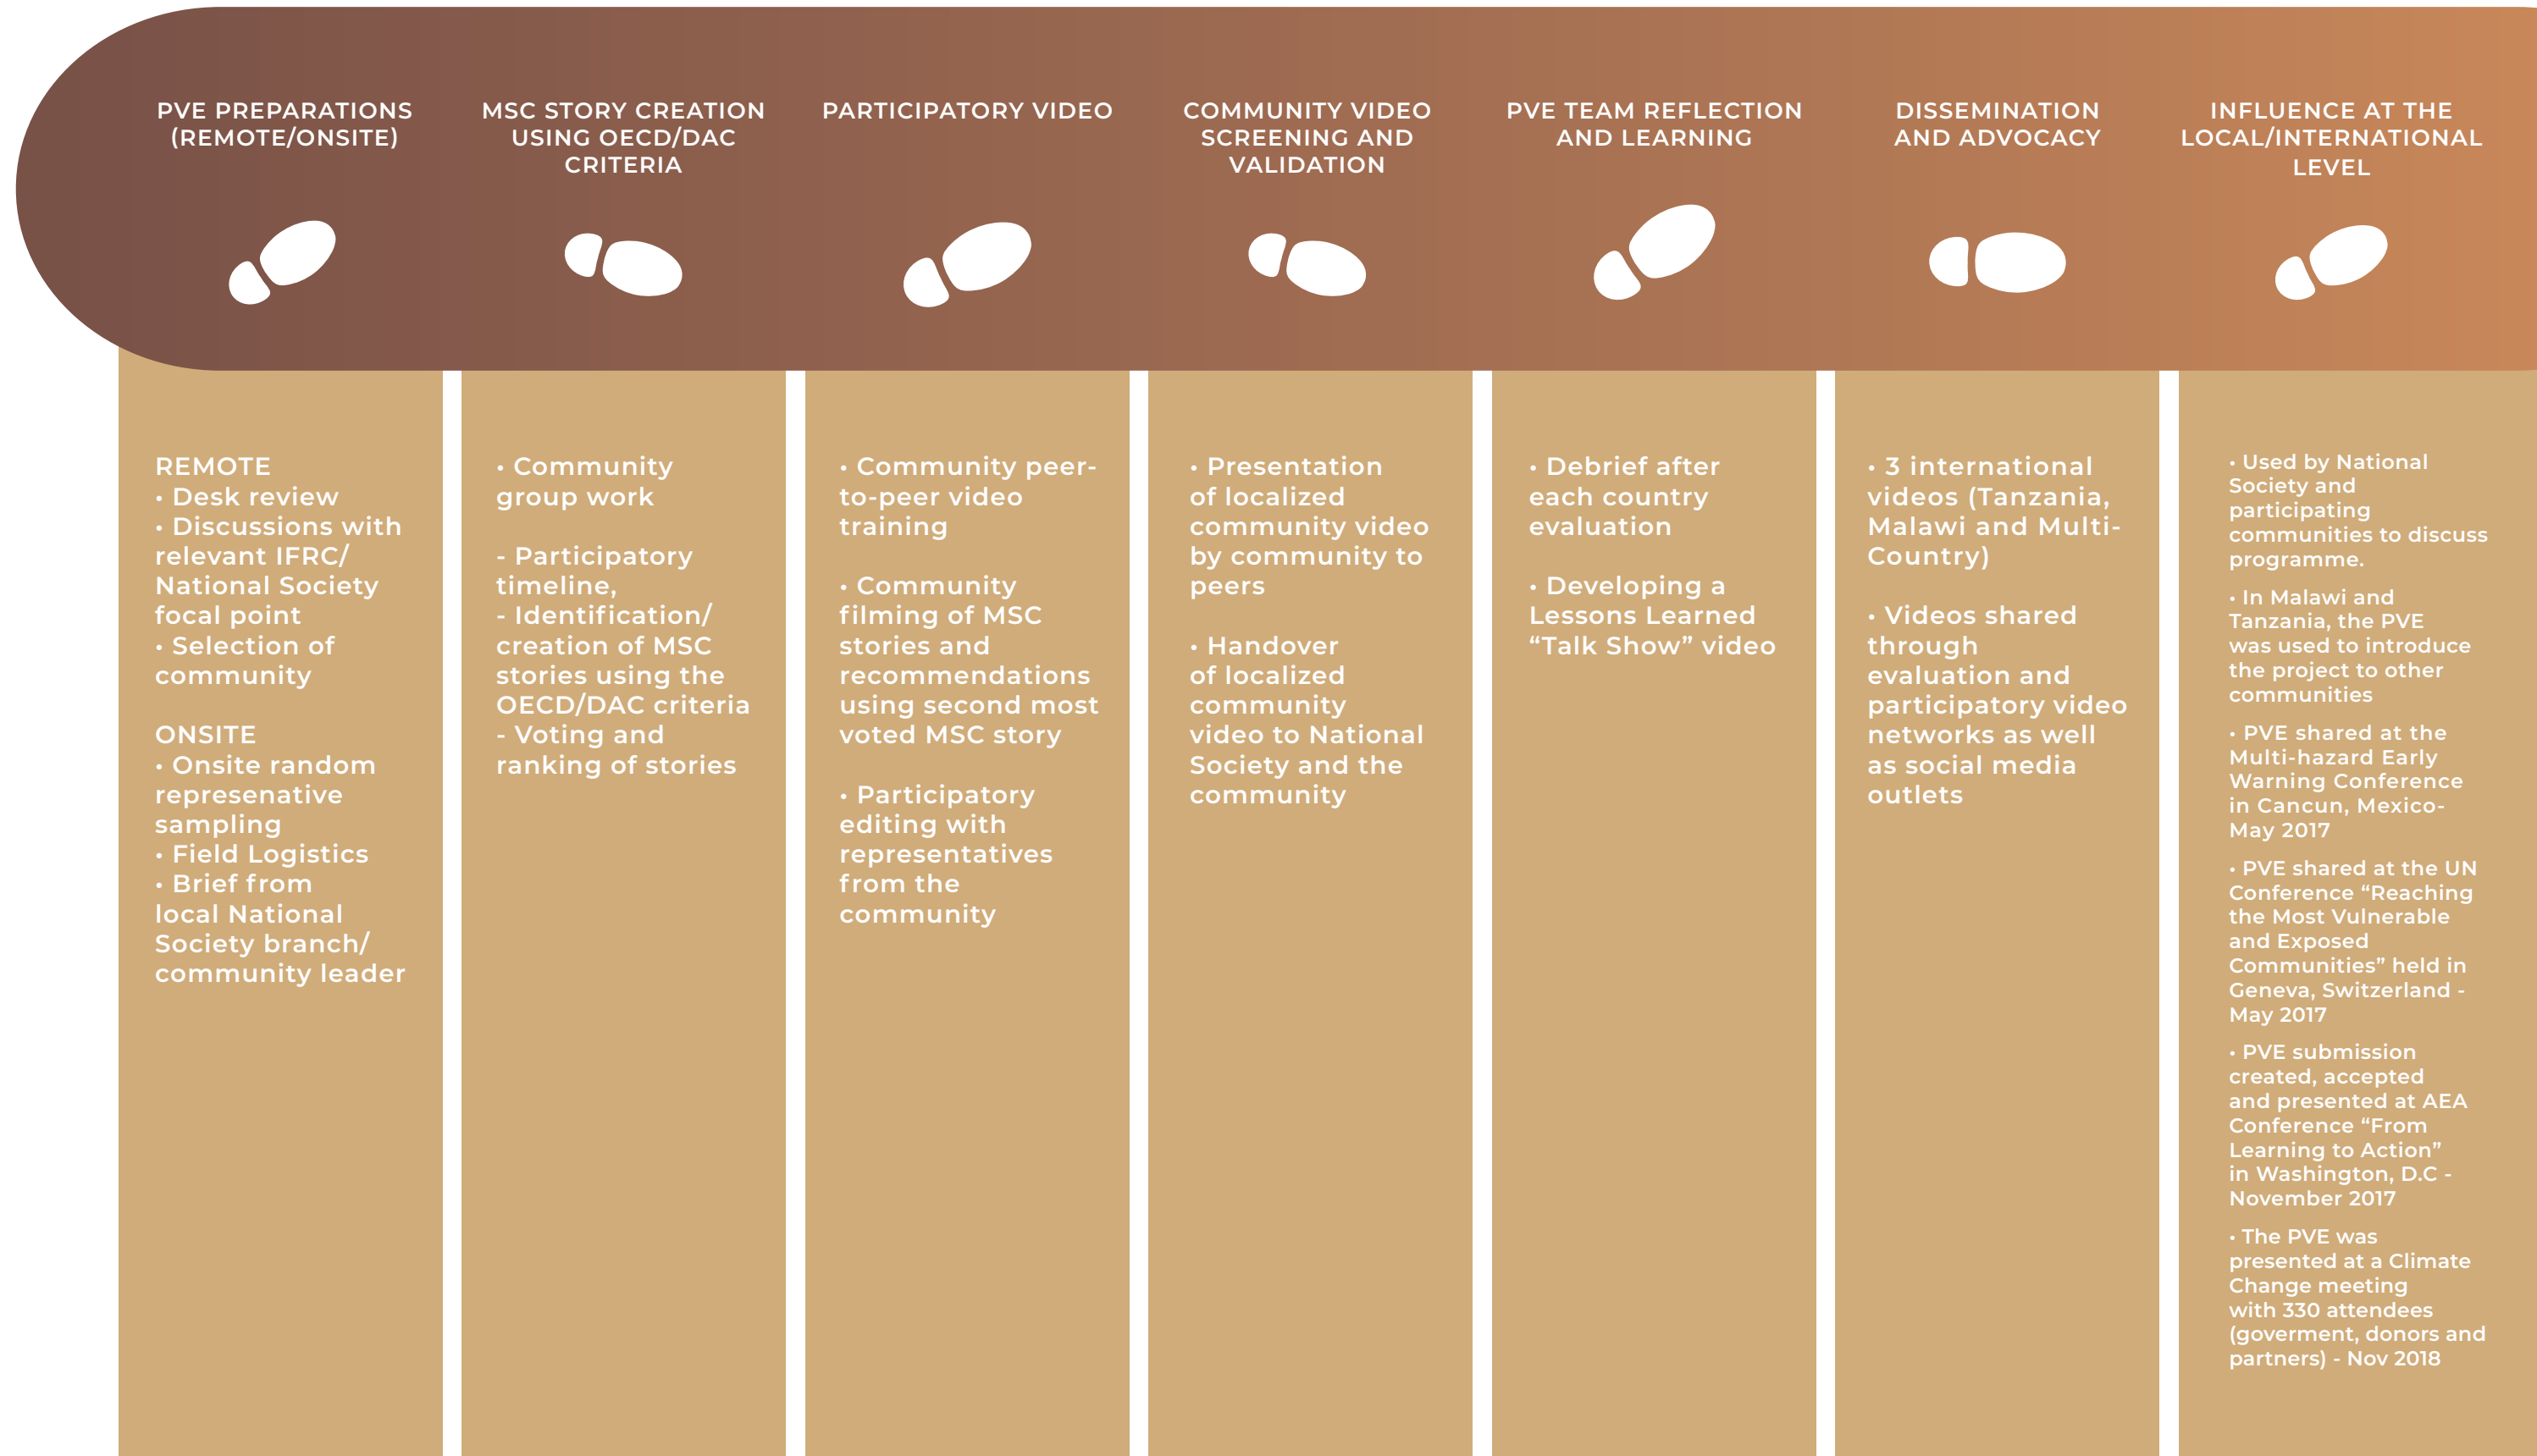 PVE PREPARATIONS
(REMOTE/ONSITE)
MSC STORY CREATION
USING OECD/DAC
CRITERIA
PARTICIPATORY VIDEO
COMMUNITY VIDEO
SCREENING AND
VALIDATION
PVE TEAM REFLECTION
AND LEARNING
DISSEMINATION
AND ADVOCACY
INFLUENCE AT THE
LOCAL/INTERNATIONAL
LEVEL
REMOTE
• Desk review
• Discussions with
relevant IFRC/
National Society
focal point
• Selection of
community
ONSITE
• Onsite random
represenative
sampling
• Field Logistics
• Brief from
local National
Society branch/
community leader
• Community
group work
- Participatory
timeline,
- Identification/
creation of MSC
stories using the
OECD/DAC criteria
- Voting and
ranking of stories
• Community peer-
to-peer video
training
• Community
filming of MSC
stories and
recommendations
using second most
voted MSC story
• Participatory
editing with
representatives
from the
community
• Presentation
of localized
community video
by community to
peers
• Handover
of localized
community
video to National
Society and the
community
• Debrief after
each country
evaluation
• Developing a
Lessons Learned
“Talk Show” video
• 3 international
videos (Tanzania,
Malawi and Multi-
Country)
• Videos shared
through
evaluation and
participatory video
networks as well
as social media
outlets
• Used by National
Society and
participating
communities to discuss
programme.
• In Malawi and
Tanzania, the PVE
was used to introduce
the project to other
communities
• PVE shared at the
Multi-hazard Early
Warning Conference
in Cancun, Mexico-
May 2017
• PVE shared at the UN
Conference “Reaching
the Most Vulnerable
and Exposed
Communities” held in
Geneva, Switzerland -
May 2017
• PVE submission
created, accepted
and presented at AEA
Conference “From
Learning to Action”
in Washington, D.C -
November 2017
• The PVE was
presented at a Climate
Change meeting
with 330 attendees
(goverment, donors and
partners) - Nov 2018